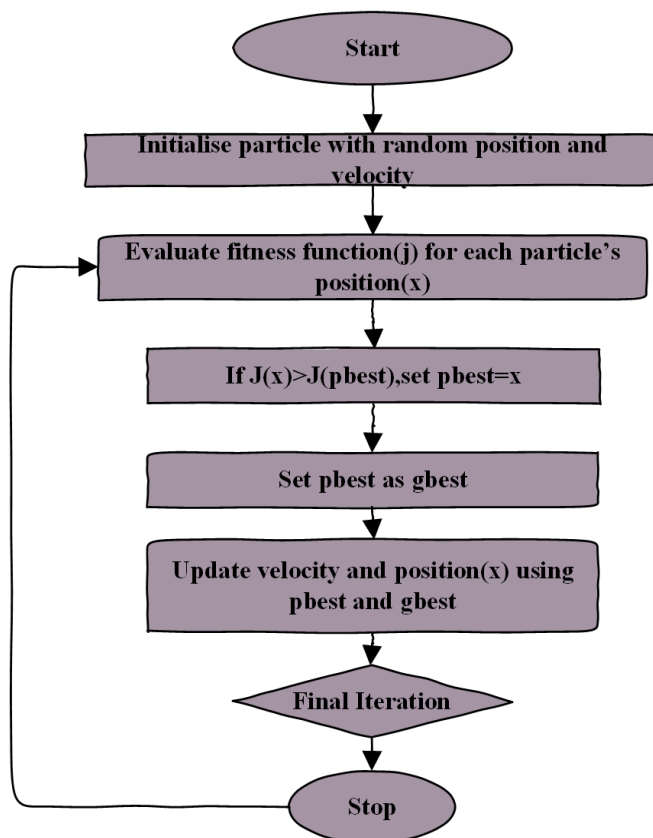 Start
Initialise particle with random position and
velocity
Evaluate fitness function(j) for each particle’s
position(x)
If J(x)>J(pbest),set pbest=x
Set pbest as gbest
Update velocity and position(x) using
pbest and gbest
Final Iteration
Stop